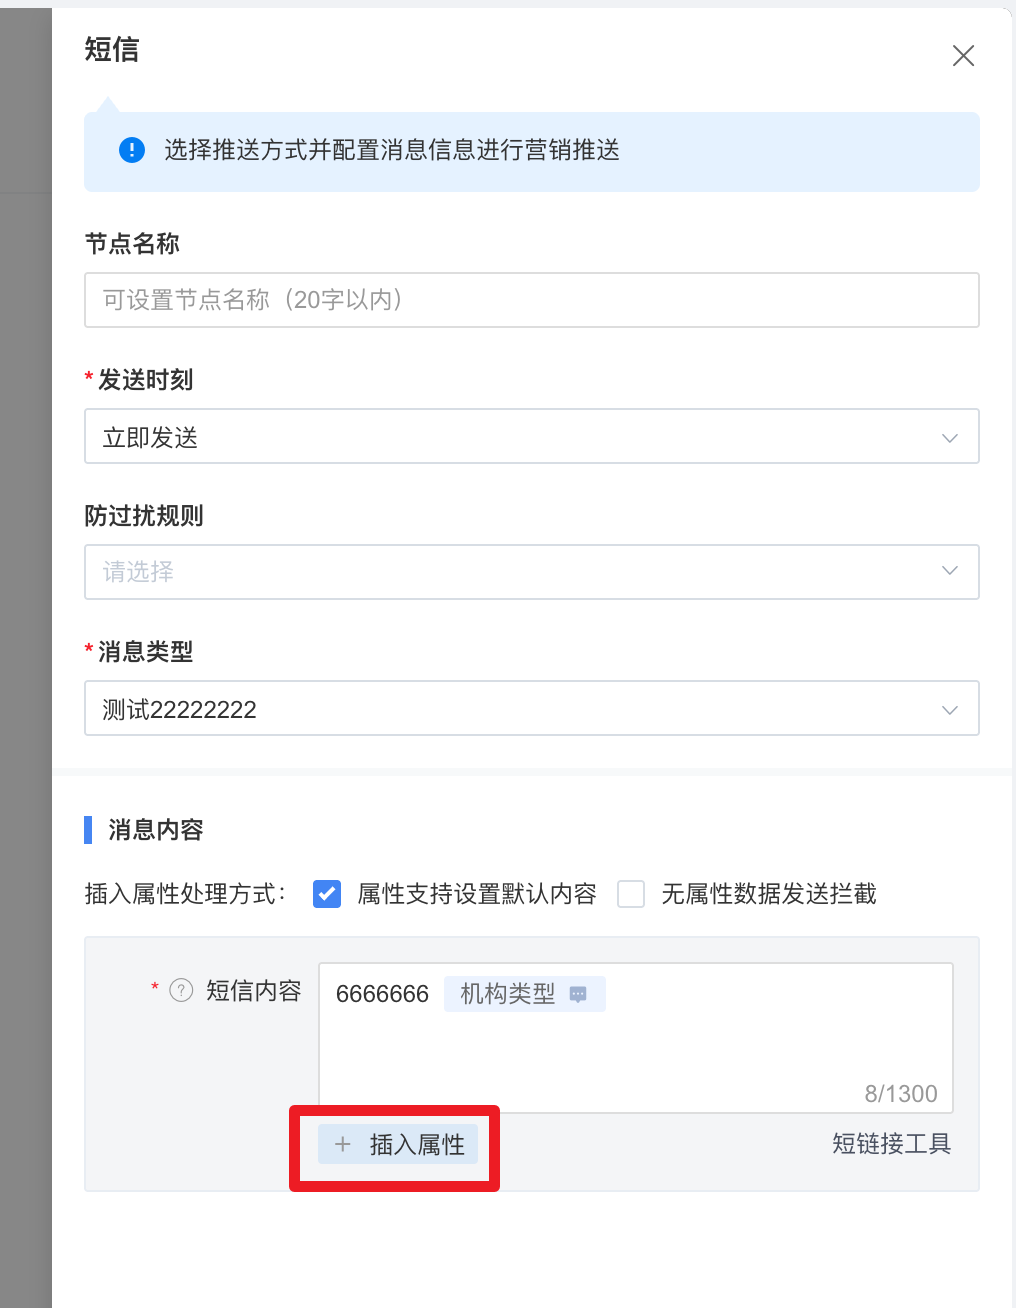 短信
选择推送方式并配置消息信息进行营销推送
节点名称
可设置节点名称（20字以内）
* 发送时刻
立即发送
防过扰规则
请选择
* 消息类型
测试22222222
消息内容
插入属性处理方式： 属性支持设置默认内容 无属性数据发送拦截
* ? 短信内容 6666666 机构类型
8/1300
+ 插入属性 短链接工具